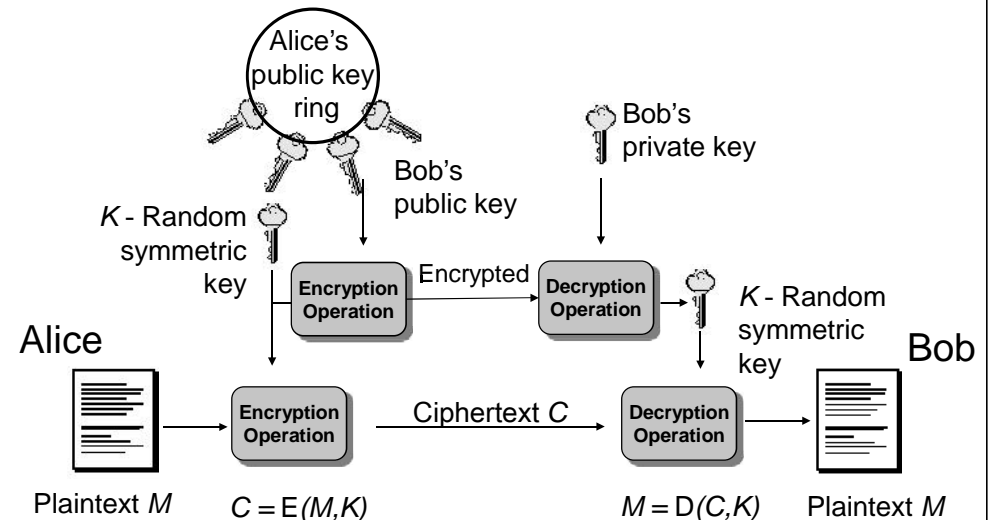 Alice's
public key
ring
Bob's
private key
Bob's
public key
K - Random
symmetric
key
Encryption
Operation
Encrypted
Decryption
Operation
K - Random
symmetric
key
Alice
Bob
Encryption
Operation
Ciphertext C
Decryption
Operation
Plaintext M
C = E(M,K)
M = D(C,K)
Plaintext M